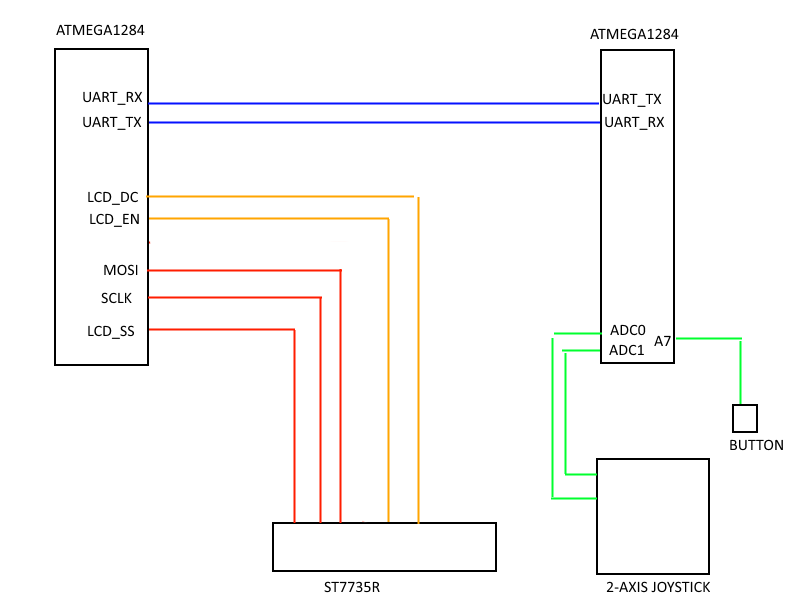 ATMEGA1284
ATMEGA1284
UART_RX
UART_TX
UART_TX
UART_RX
LCD_DC
LCD_EN
MOSI
SCLK
LCD_SS
ADC0
ADC1
A7
BUTTON
ST7735R
2-AXIS JOYSTICK